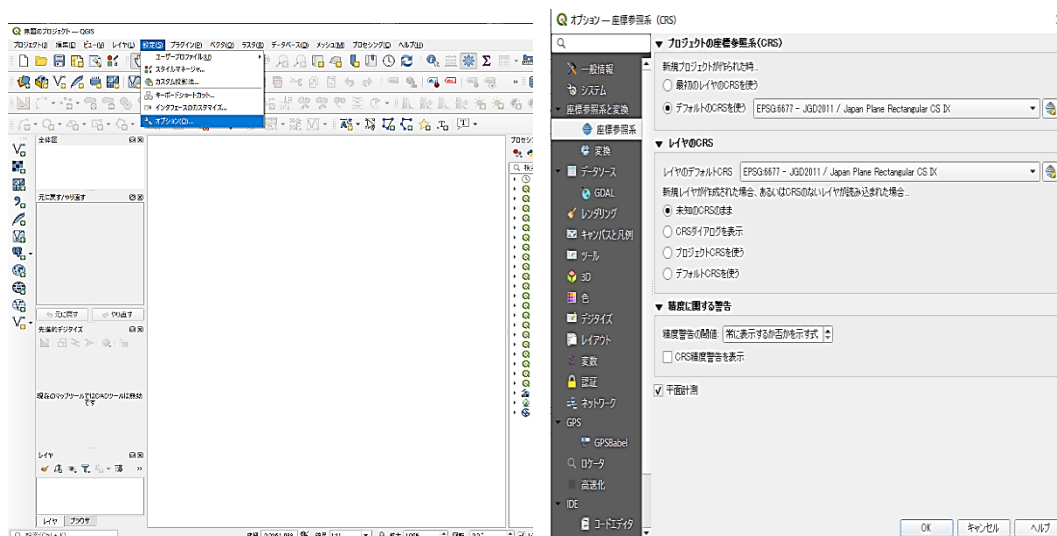 無題のプロジェクト — QGIS
プロジェクト(J) 編集(E) ビュー(V) レイヤ(L) 設定(S) プラグイン(P) ベクタ(O) ラスタ(R) データベース(D) メッシュ(M) プロセシング(C) ヘルプ(H)
ユーザープロファイル(U)
スタイルマネージャ...
カスタム投影法...
キーボードショートカット...
インタフェースのカスタマイズ...
オプション(O)...
全体図
元に戻す/やり直す
元に戻す やり直す
先進的デジタイズ
現在のマップツールではCADツールは無効
です
レイヤ
レイヤ ブラウザ
オプション — 座標参照系 (CRS)
一般情報
システム
座標参照系と変換
座標参照系
変換
データソース
GDAL
レンダリング
キャンバスと凡例
ツール
3D
色
デジタイズ
レイアウト
変数
認証
ネットワーク
GPS
GPSBabel
ロケータ
高速化
IDE
コードエディタ
プロジェクトの座標参照系(CRS)
新規プロジェクトが作られた時...
最初のレイヤのCRSを使う
デフォルトのCRSを使う EPSG:6677 - JGD2011 / Japan Plane Rectangular CS IX
レイヤのCRS
レイヤのデフォルトCRS EPSG:6677 - JGD2011 / Japan Plane Rectangular CS IX
新規レイヤが作成された場合、あるいはCRSのないレイヤが読み込まれた場合...
未知のCRSのまま
CRSダイアログを表示
プロジェクトCRSを使う
デフォルトCRSを使う
精度に関する警告
精度警告の閾値 常に表示するか否かを示す式
CRS精度警告を表示
平面計測
OK キャンセル ヘルプ